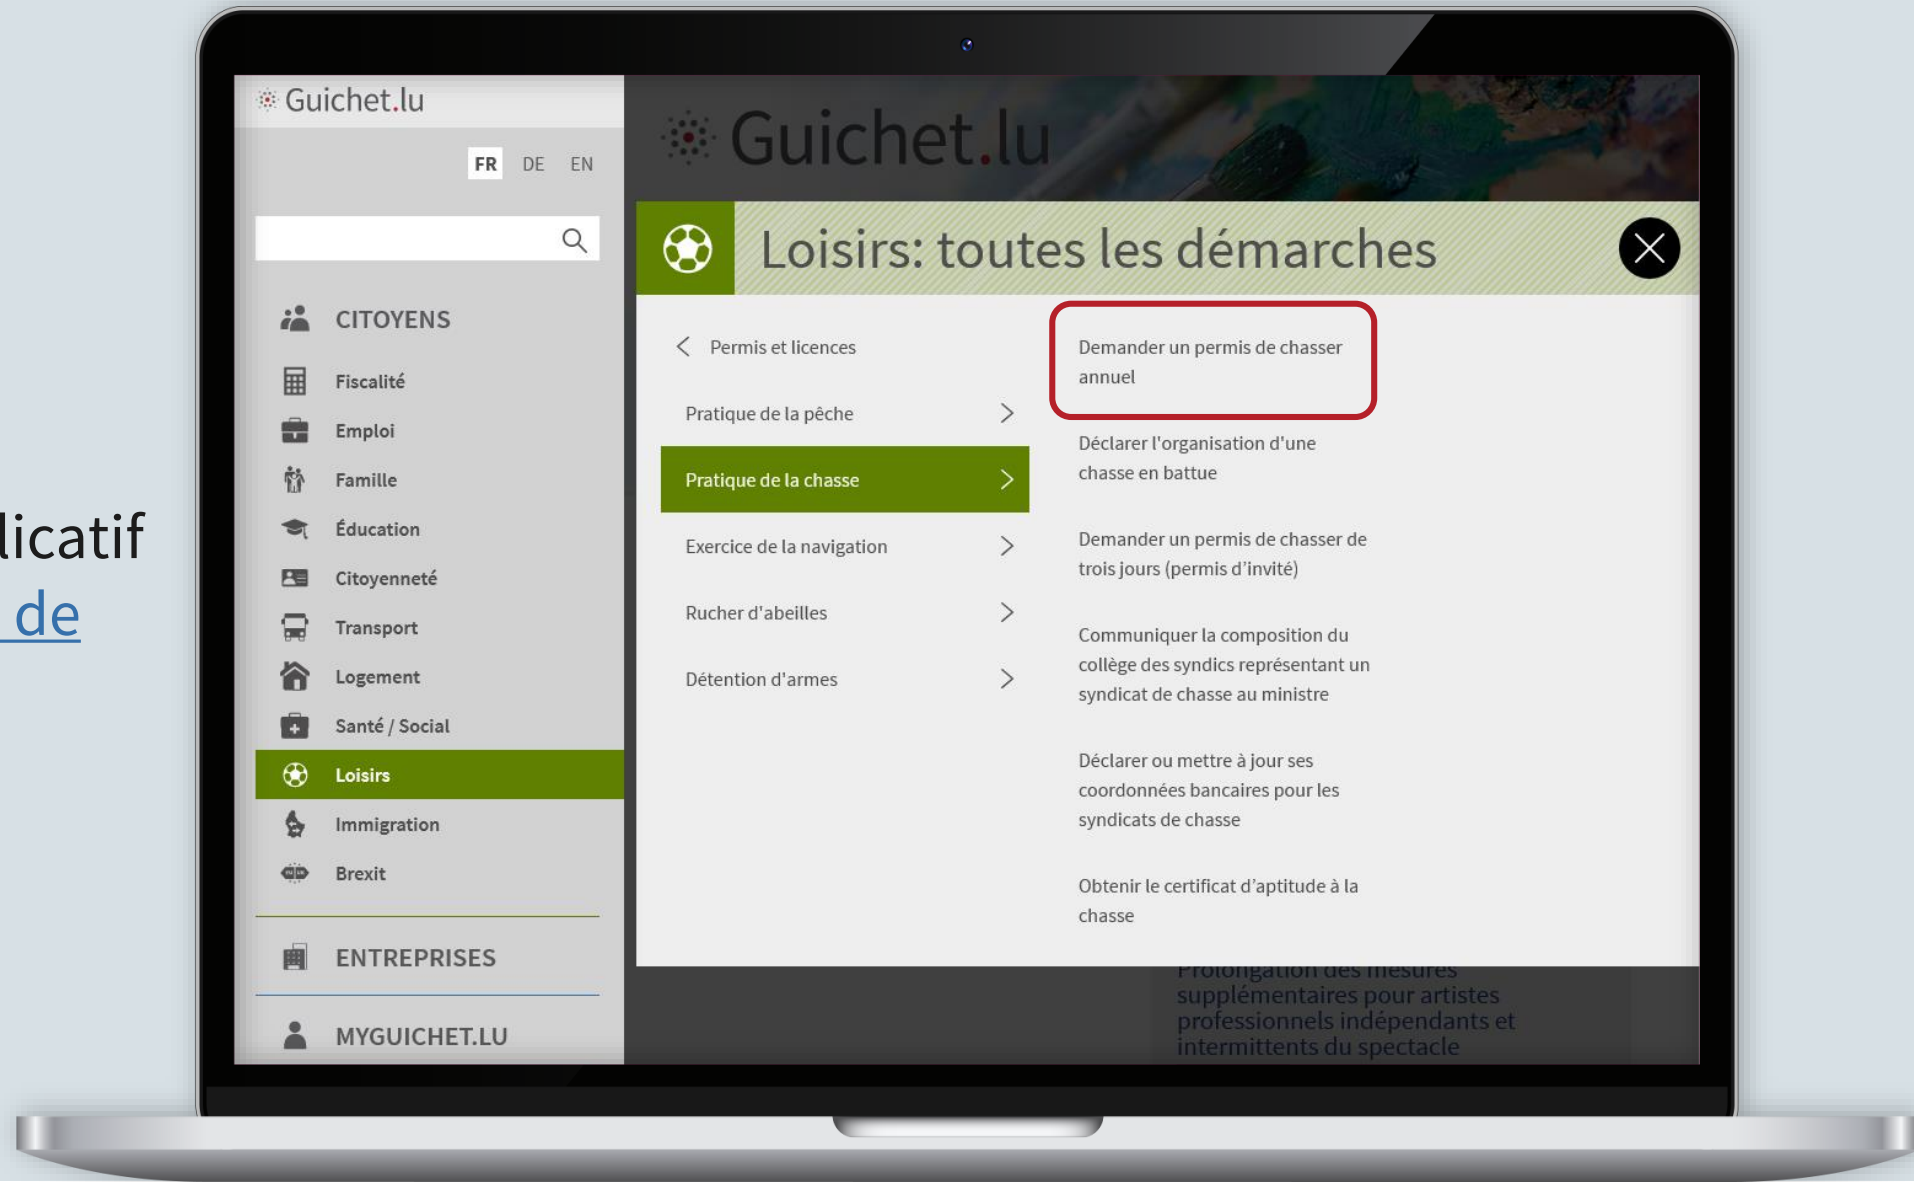 licatif
de
Guichet.lu
FR DE EN
CITOYENS
Fiscalité
Emploi
Famille
Éducation
Citoyenneté
Transport
Logement
Santé / Social
Loisirs
Immigration
Brexit
ENTREPRISES
MYGUICHET.LU
Guichet.lu
Loisirs: toutes les démarches
Permis et licences
Pratique de la pêche
Pratique de la chasse
Exercice de la navigation
Rucher d'abeilles
Détention d'armes
Demander un permis de chasser
annuel
Déclarer l'organisation d'une
chasse en battue
Demander un permis de chasser de
trois jours (permis d’invité)
Communiquer la composition du
collège des syndics représentant un
syndicat de chasse au ministre
Déclarer ou mettre à jour ses
coordonnées bancaires pour les
syndicats de chasse
Obtenir le certificat d’aptitude à la
chasse
Prolongation des mesures
supplémentaires pour artistes
professionnels indépendants et
intermittents du spectacle